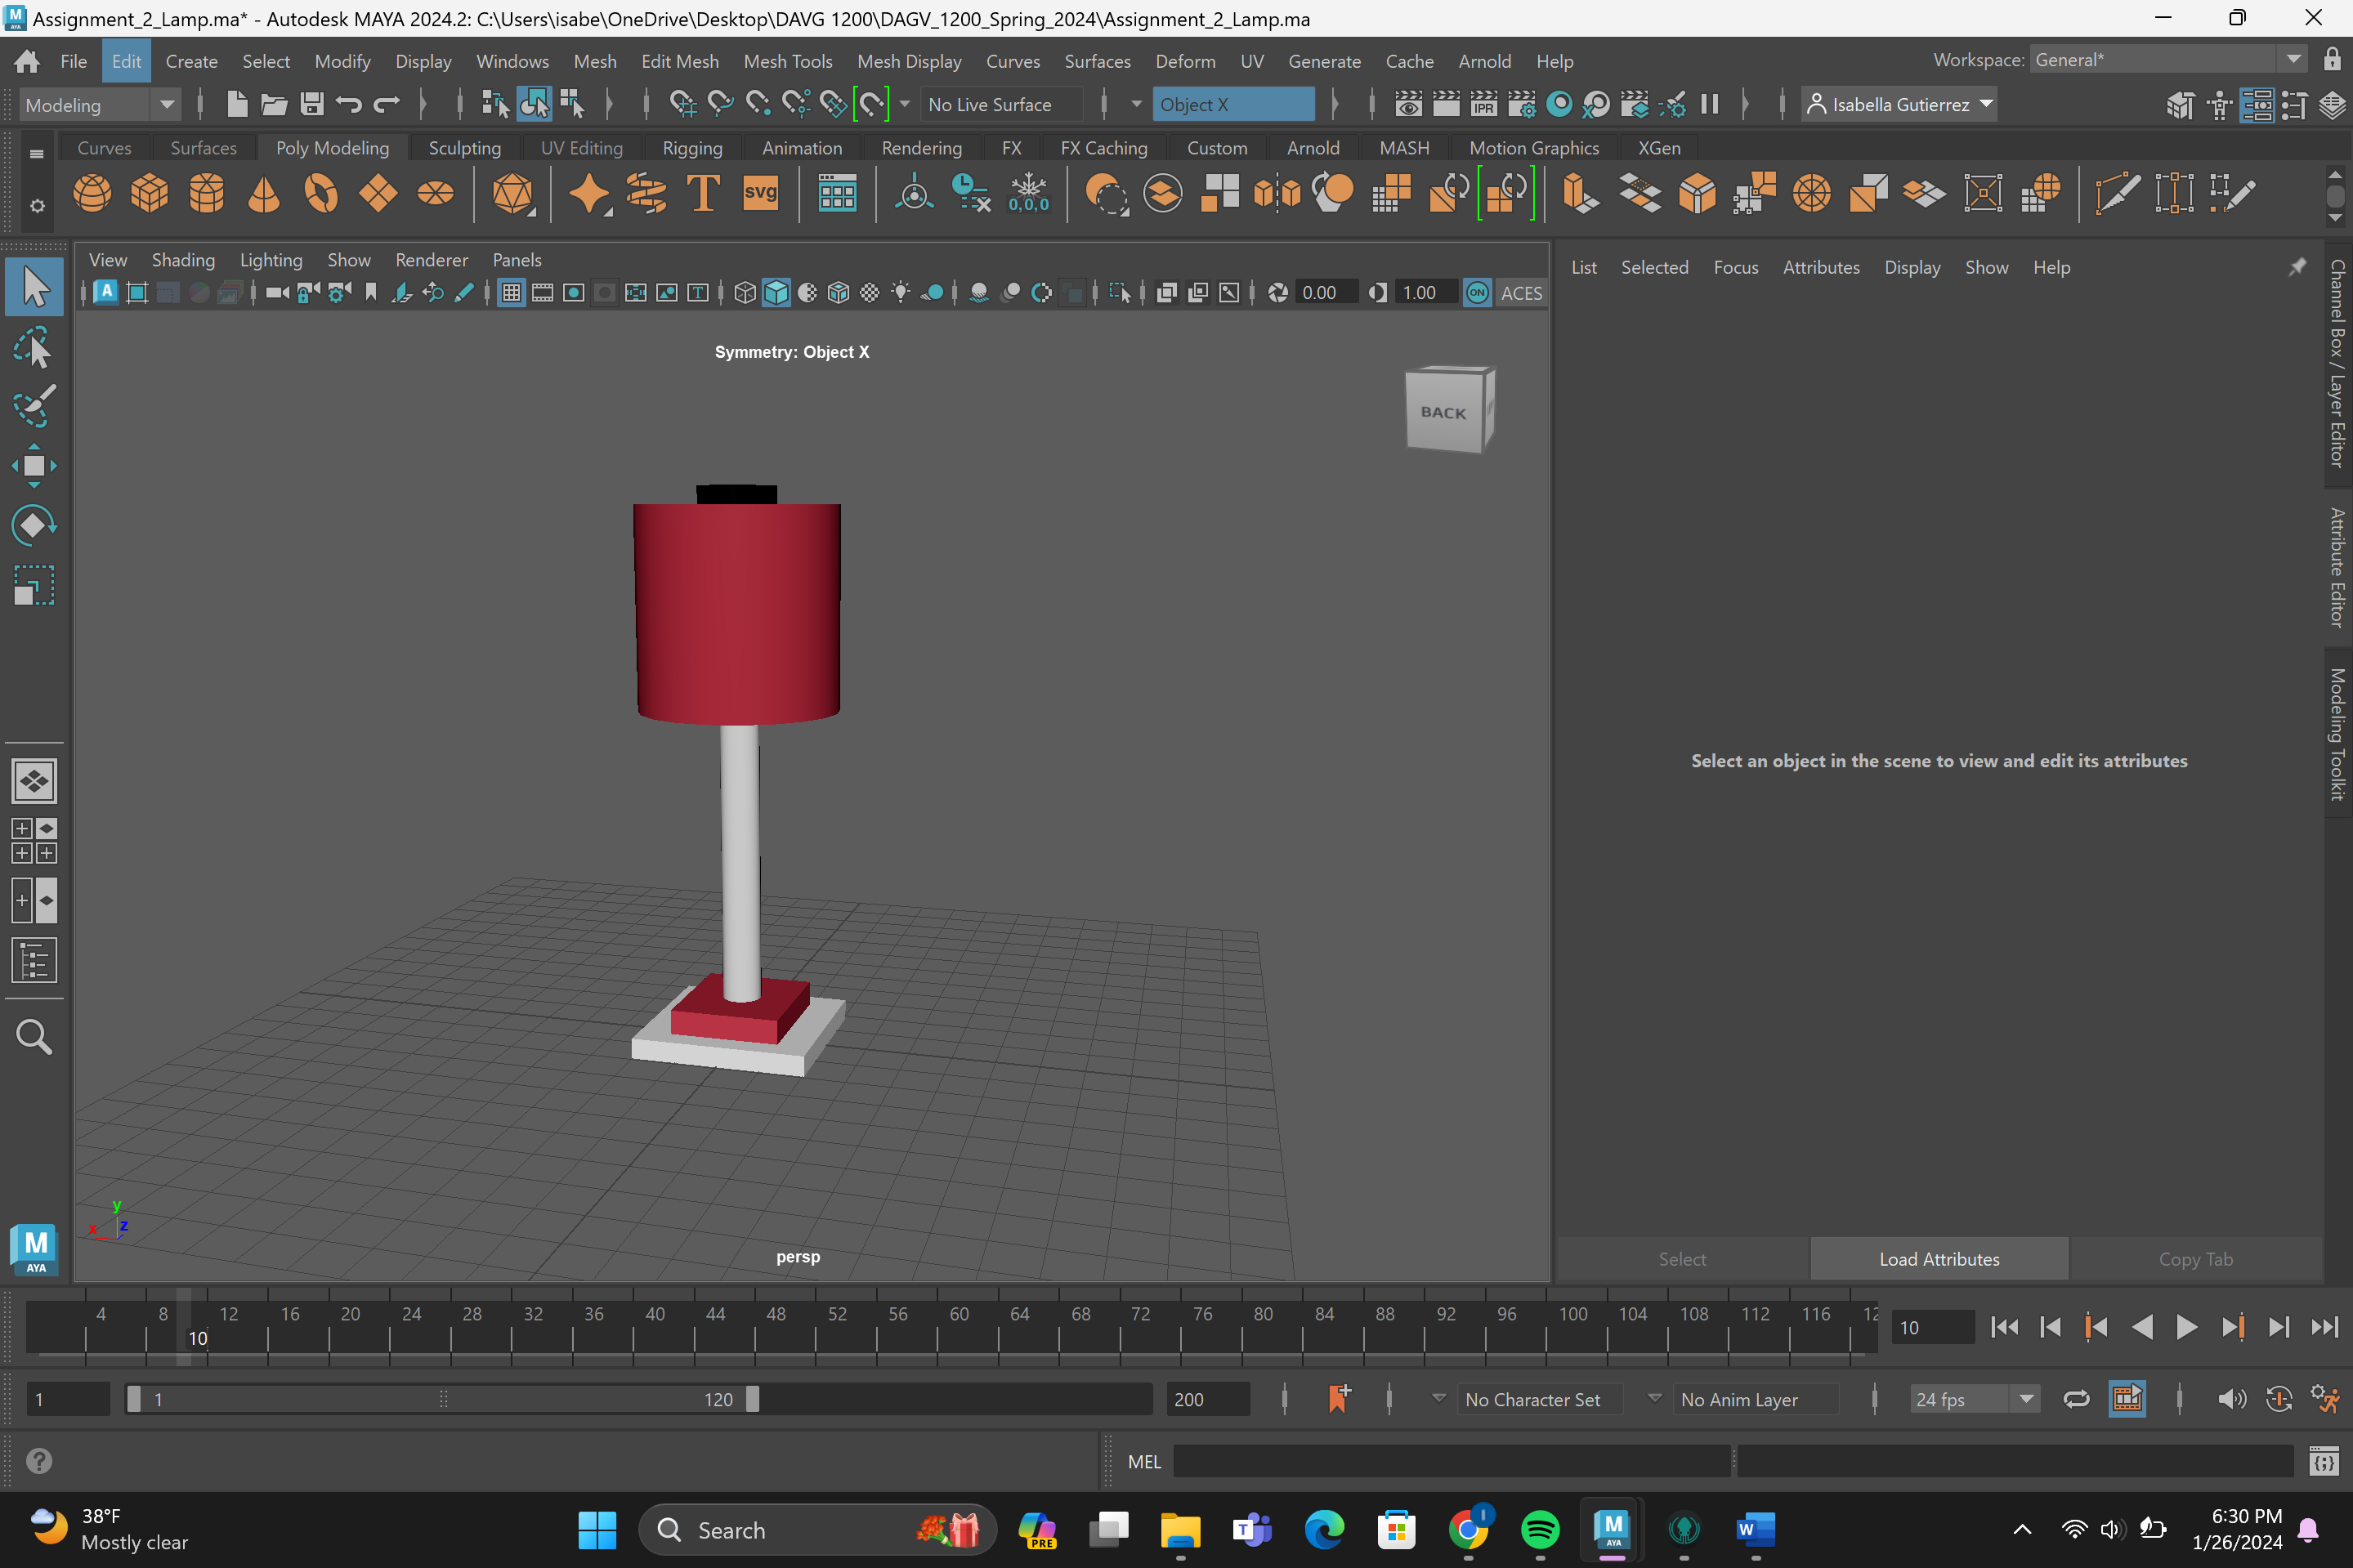 Assignment_2_Lamp.ma* - Autodesk MAYA 2024.2: C:\Users\isabe\OneDrive\Desktop\DAVG 1200\DAGV_1200_Spring_2024\Assignment_2_Lamp.ma
File Edit Create Select Modify Display Windows Mesh Edit Mesh Mesh Tools Mesh Display Curves Surfaces Deform UV Generate Cache Arnold Help Workspace: General*
Modeling No Live Surface Object X IPR Isabella Gutierrez
Curves Surfaces Poly Modeling Sculpting UV Editing Rigging Animation Rendering FX FX Caching Custom Arnold MASH Motion Graphics XGen
T svg 0,0,0
View Shading Lighting Show Renderer Panels
0.00 1.00 ON ACES
Symmetry: Object X
BACK
y
x z
persp
List Selected Focus Attributes Display Show Help
Select an object in the scene to view and edit its attributes
Select Load Attributes Copy Tab
Channel Box / Layer Editor
Attribute Editor
Modeling Toolkit
M
AYA
4 8 12 16 20 24 28 32 36 40 44 48 52 56 60 64 68 72 76 80 84 88 92 96 100 104 108 112 116 12
10
10
1 1 120 200 No Character Set No Anim Layer 24 fps
MEL
38°F
Mostly clear
Search
PRE
6:30 PM
1/26/2024